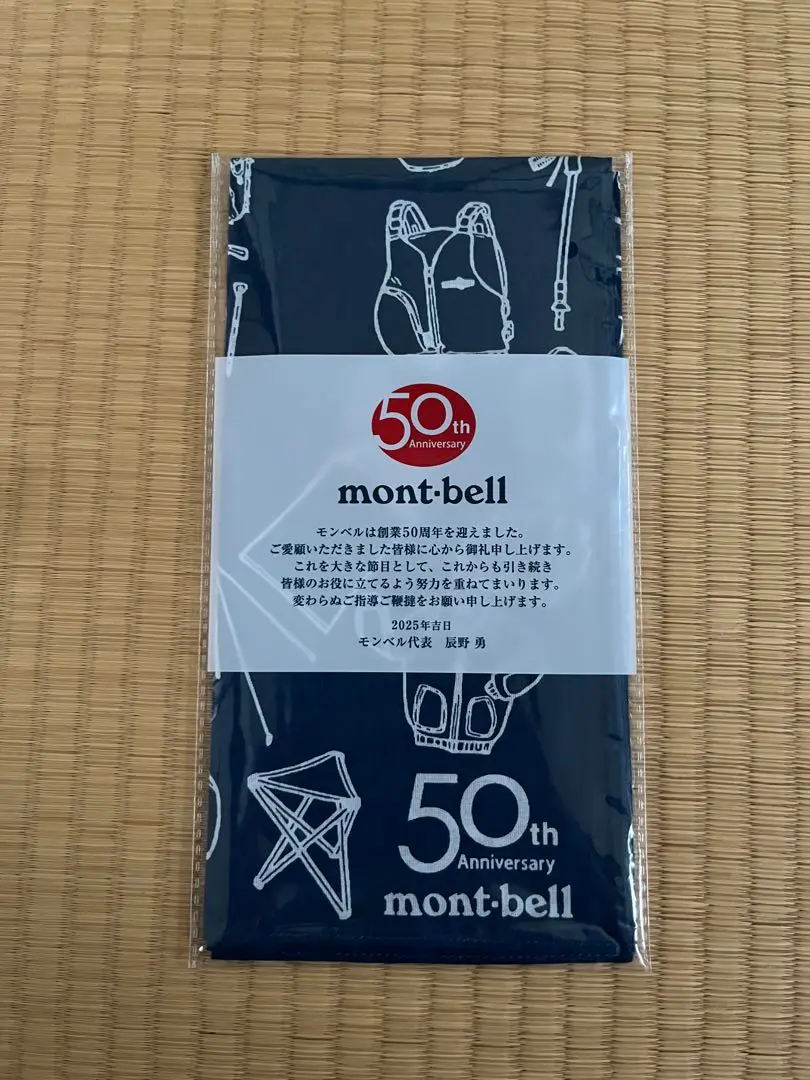 50th
Anniversary
mont-bell
モンベルは創業50周年を迎えました。
ご愛顧いただきました皆様に心から御礼申し上げます。
これを大きな節目として、これからも引き続き
皆様のお役に立てるよう努力を重ねてまいります。
変わらぬご指導ご鞭撻をお願い申し上げます。
2025年吉日
モンベル代表 辰野 勇
50th
Anniversary
mont-bell